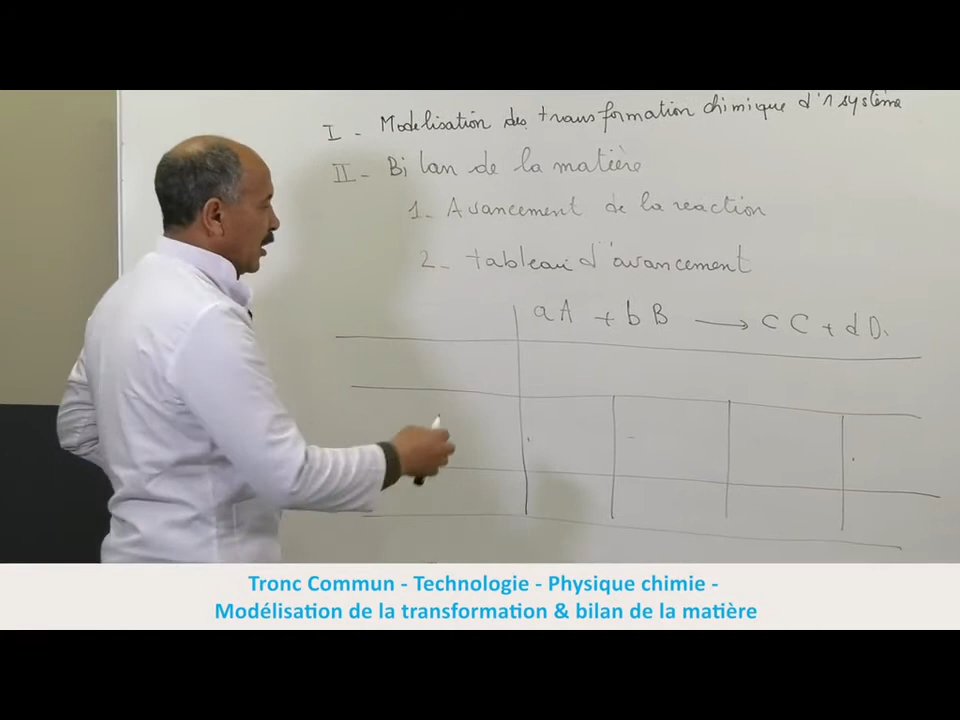 I - Modelisation des transformation chimique d'1 système
II - Bilan de la matière
1 - Avancement de la reaction
2 - tableau d'avancement
aA + bB → cC + dD.
Tronc Commun - Technologie - Physique chimie -
Modélisation de la transformation & bilan de la matière